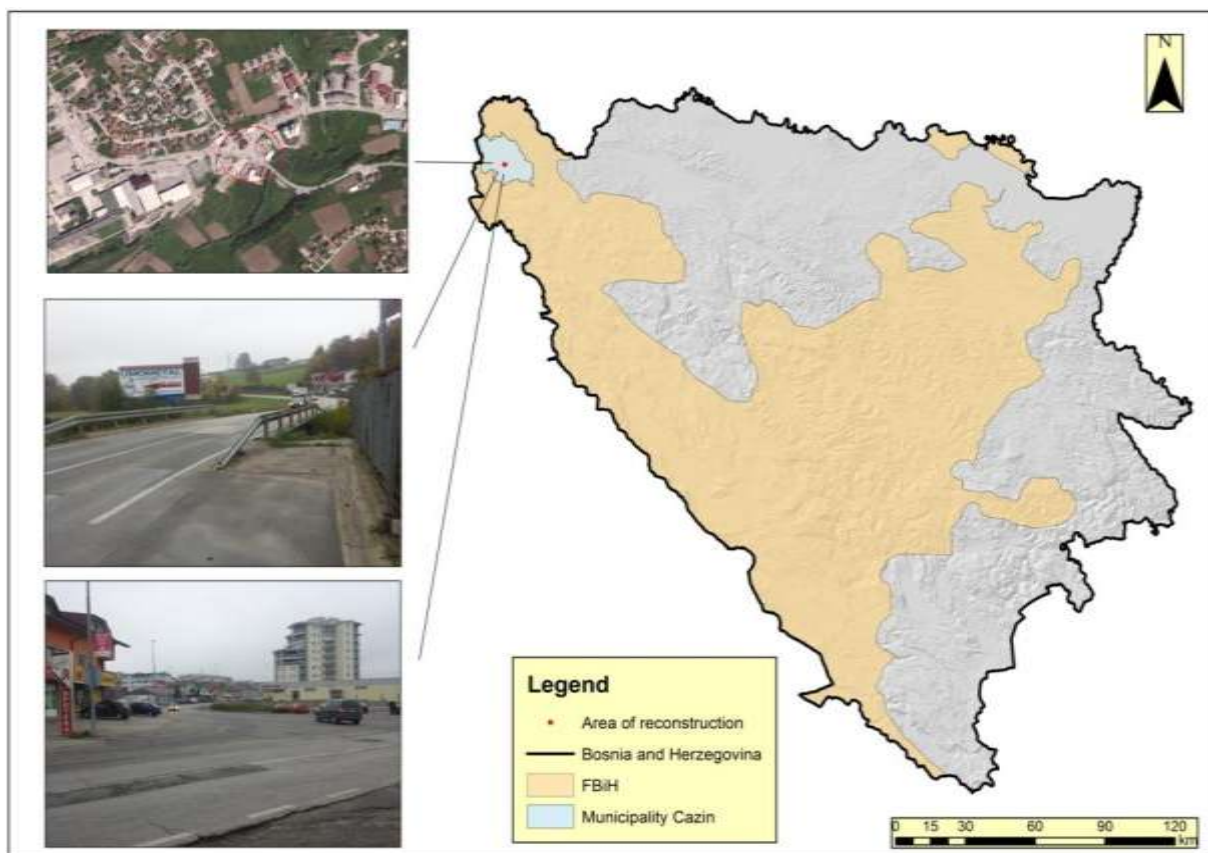 N
Legend
Area of reconstruction
Bosnia and Herzegovina
FBiH
Municipality Cazin
0 15 30 60 90 120
km